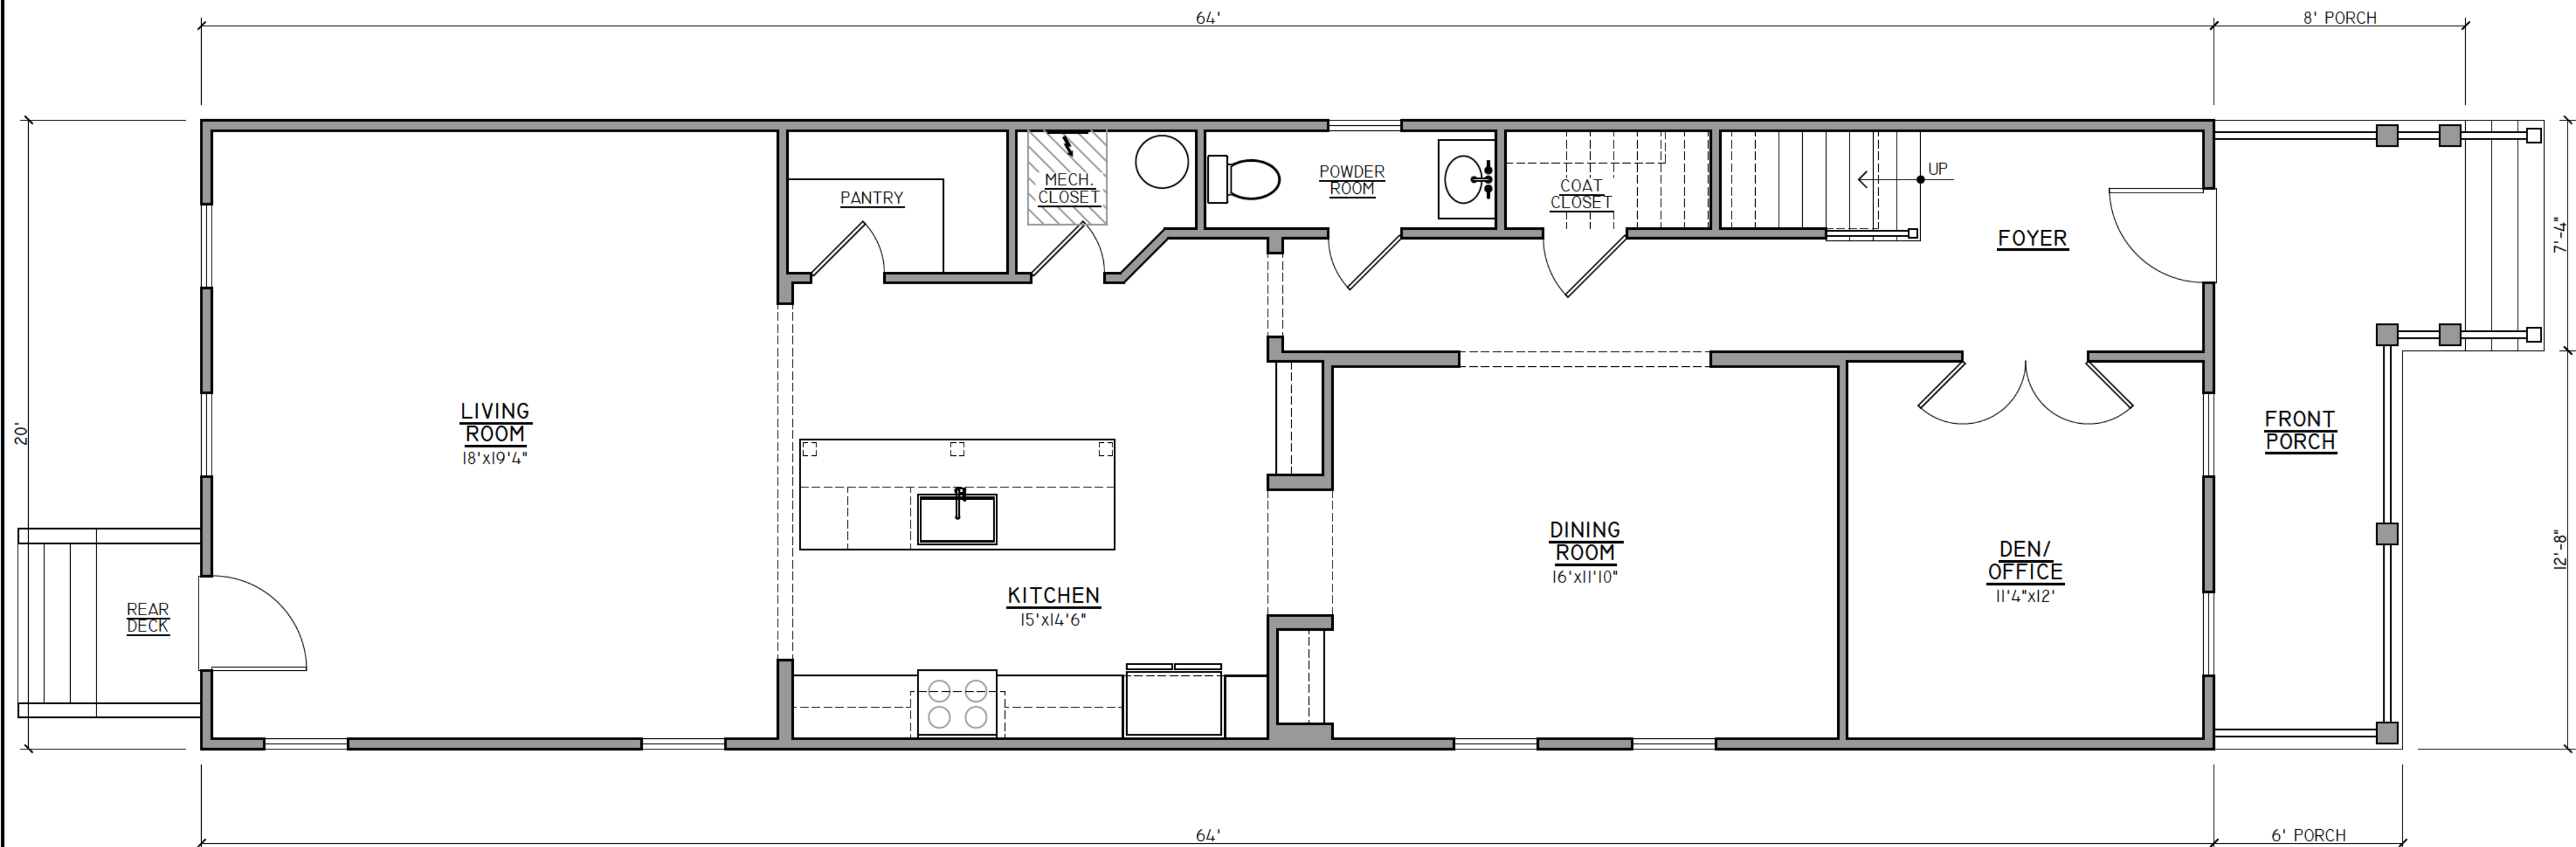 64'
8' PORCH
PANTRY
MECH.
CLOSET
POWDER
ROOM
COAT
CLOSET
UP
FOYER
7'-4"
20'
LIVING
ROOM
18'x19'4"
FRONT
PORCH
DINING
ROOM
16'x11'10"
DEN/
OFFICE
11'4"x12'
12'-8"
KITCHEN
15'x14'6"
REAR
DECK
64'
6' PORCH